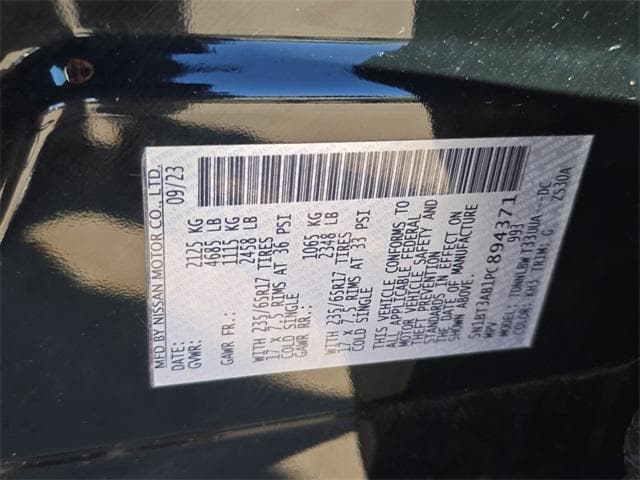 MFD BY NISSAN MOTOR CO., LTD.
DATE: 09/23
GVWR: 2125 KG
4685 LB
GAWR FR.: 1115 KG
2458 LB
WITH 235/65R17 TIRES
17 X 7.5 RIMS AT 36 PSI
COLD SINGLE
GAWR RR.: 1065 KG
2348 LB
WITH 235/65R17 TIRES
17 X 7.5 RIMS AT 33 PSI
COLD SINGLE
THIS VEHICLE CONFORMS TO
ALL APPLICABLE FEDERAL
MOTOR VEHICLE SAFETY AND
THEFT PREVENTION
STANDARDS IN EFFECT ON
THE DATE OF MANUFACTURE
SHOWN ABOVE.
5N1BT3AB1PC894371
MPV 993
MODEL: TDNNLBW T33UUA--DC
COLOR: KH3 TRIM: G ZS30A